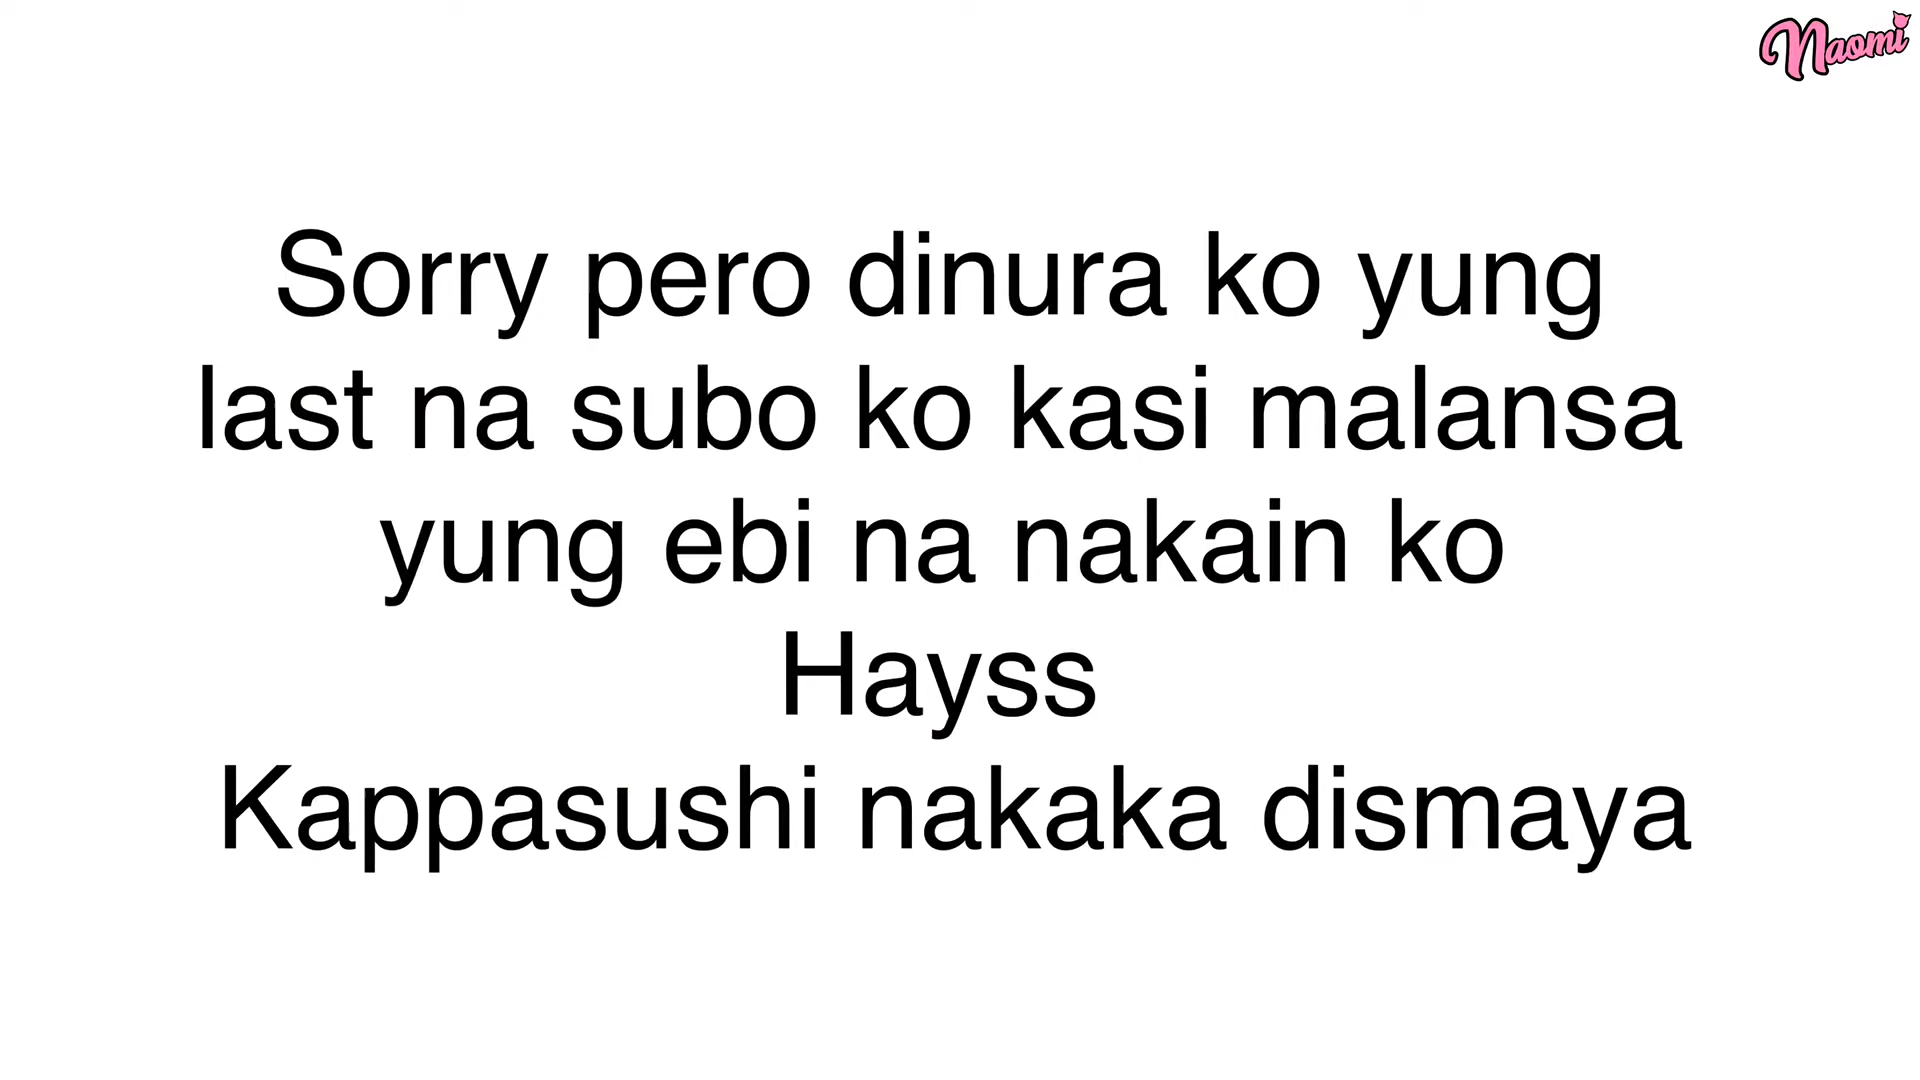 Naomi
Sorry pero dinura ko yung
last na subo ko kasi malansa
yung ebi na nakain ko
Hayss
Kappasushi nakaka dismaya